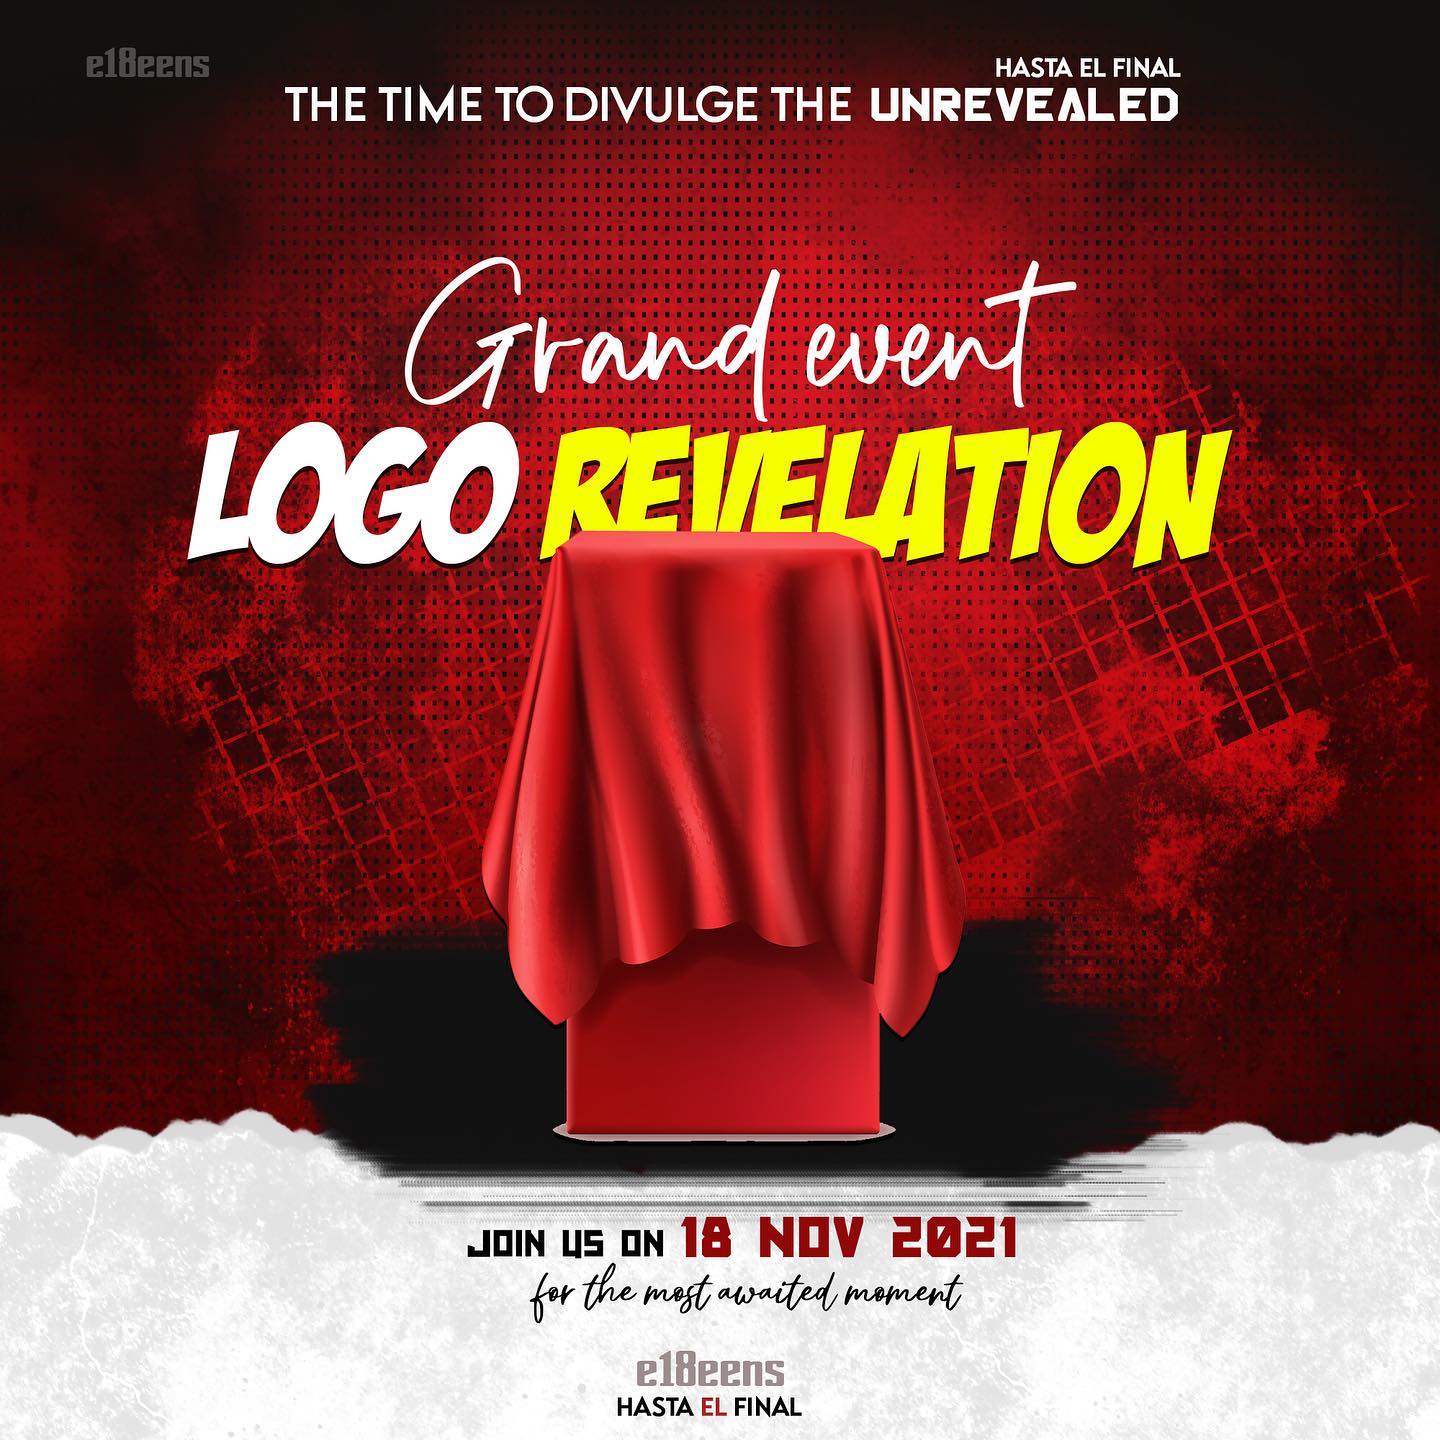 e18eens
HASTA EL FINAL
THE TIME TO DIVULGE THE UNREVEALED
Grand event
LOGO REVELATION
JOIN US ON 18 NOV 2021
for the most awaited moment
e18eens
HASTA EL FINAL